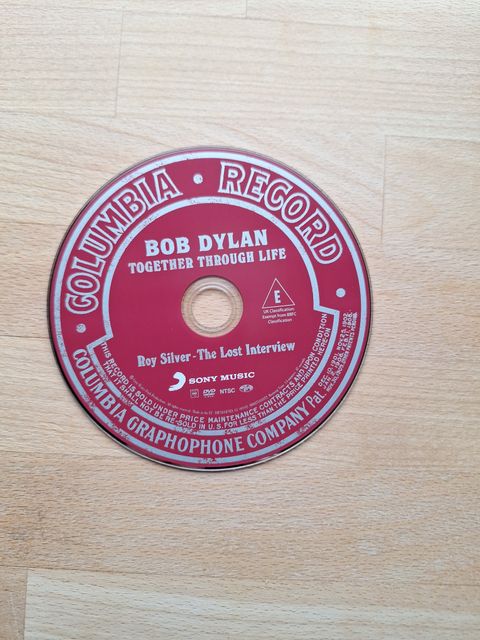 COLUMBIA · RECORD
BOB DYLAN
TOGETHER THROUGH LIFE
E
UK Classification:
Exempt from BBFC
Classification
Roy Silver - The Lost Interview
SONY MUSIC
DVD NTSC
THIS RECORD IS SOLD UNDER PRICE MAINTENANCE CONTRACTS AND UPON CONDITION
THAT IT SHALL NOT BE RE-SOLD IN U.S. FOR LESS THAN THE PRICE PRINTED HERE-ON
COLUMBIA GRAPHOPHONE COMPANY Pat.